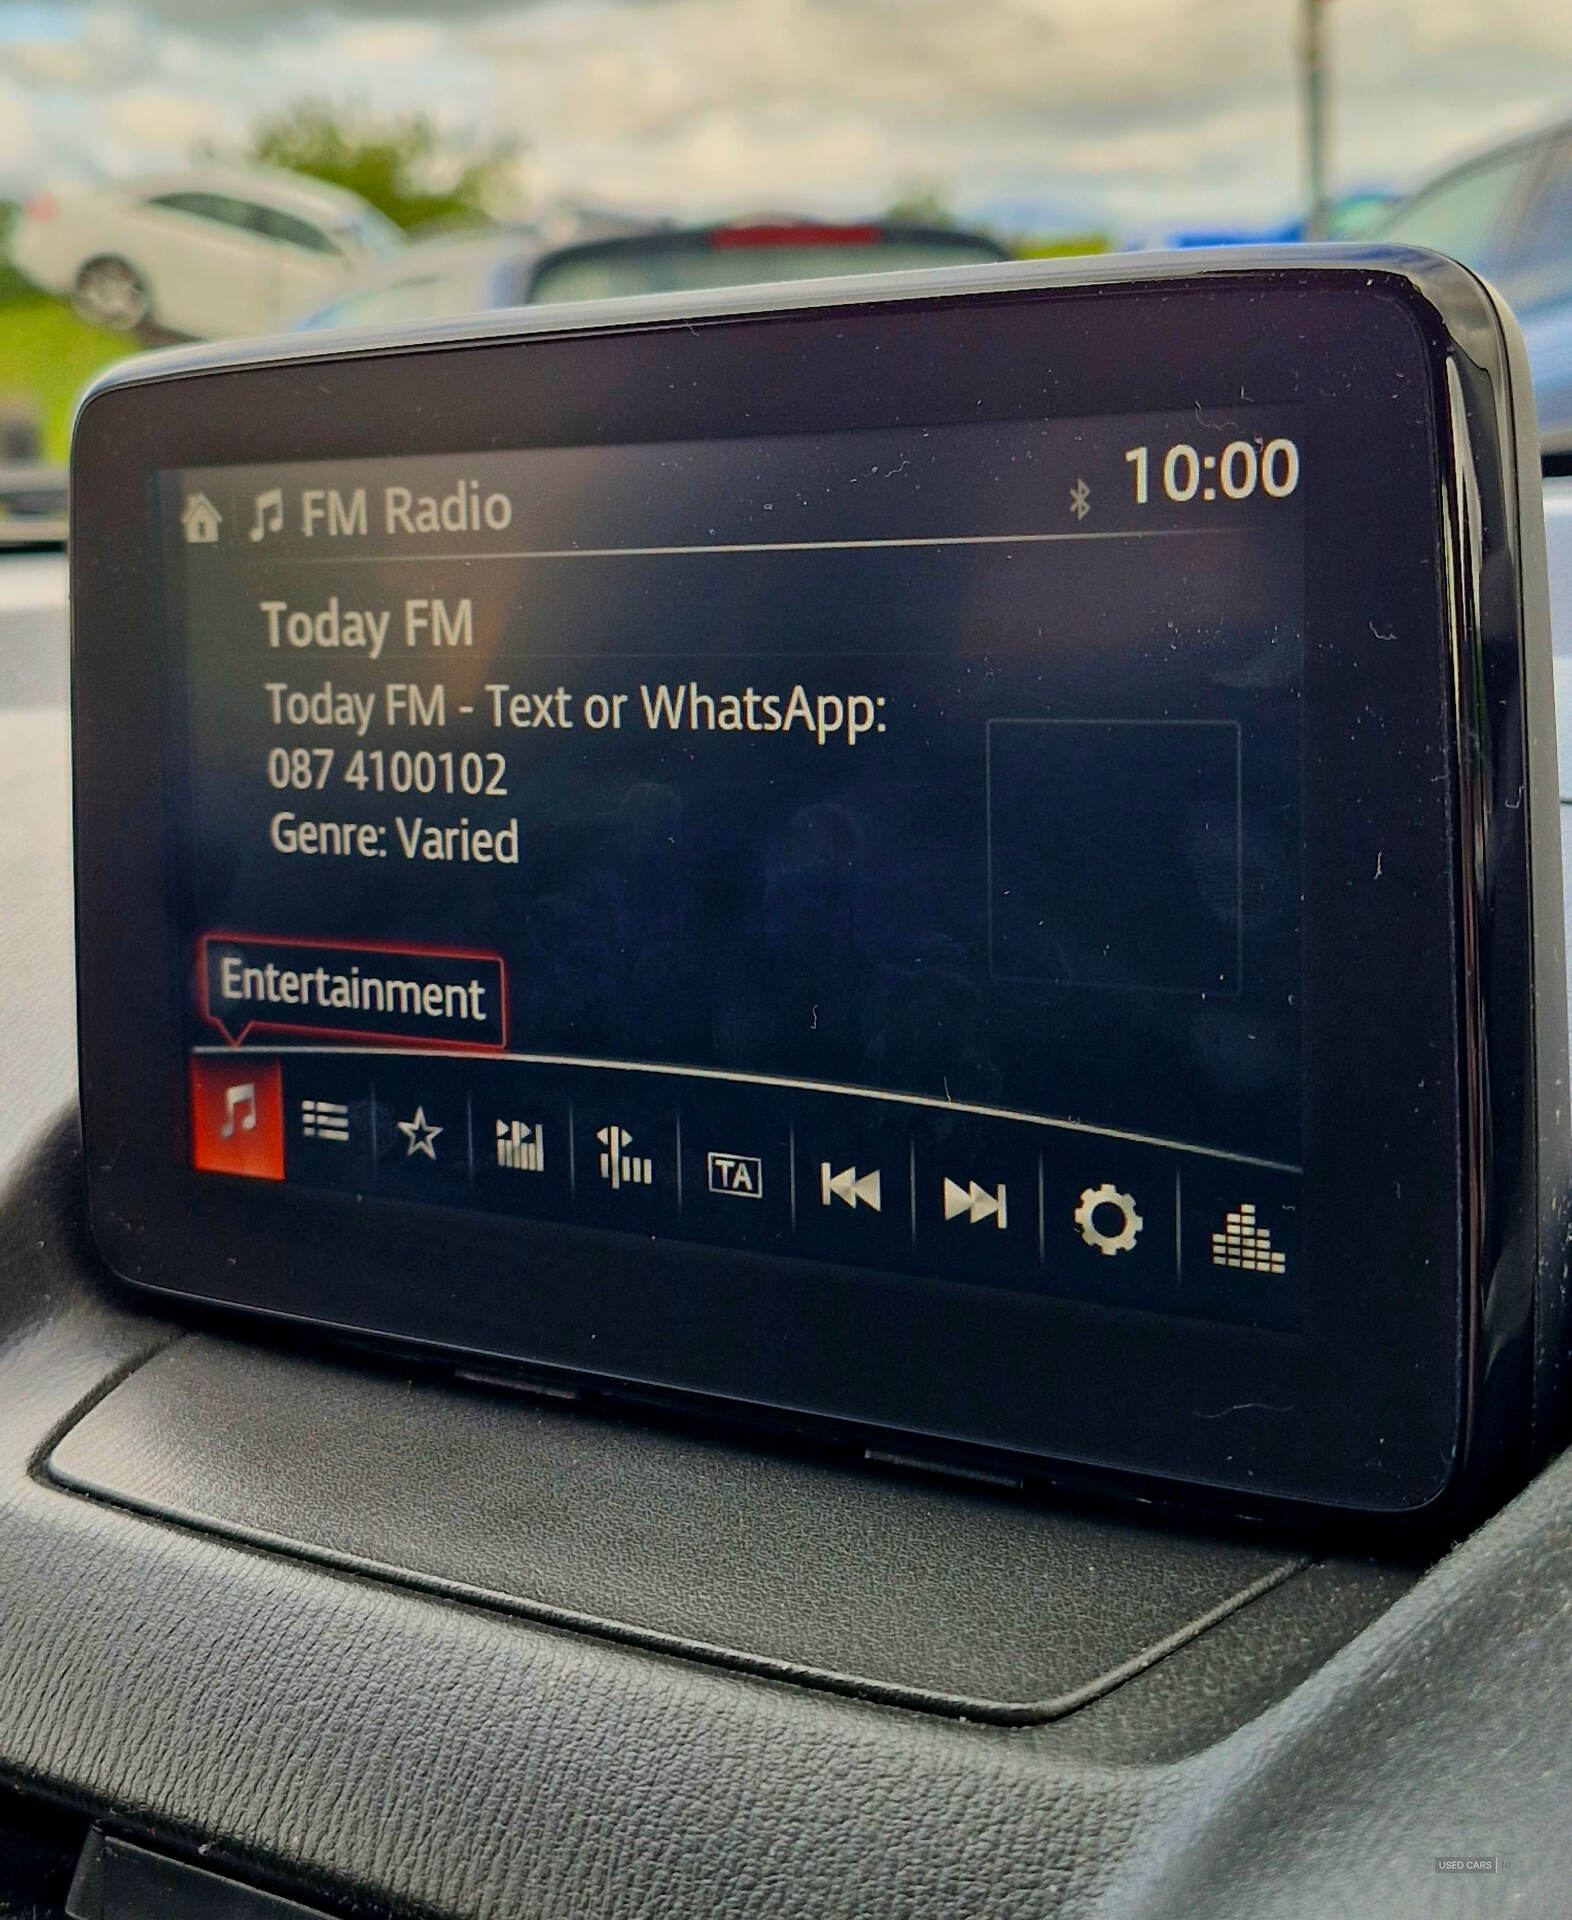 FM Radio
10:00
Today FM
Today FM - Text or WhatsApp:
087 4100102
Genre: Varied
Entertainment
TA
USED CARS NI